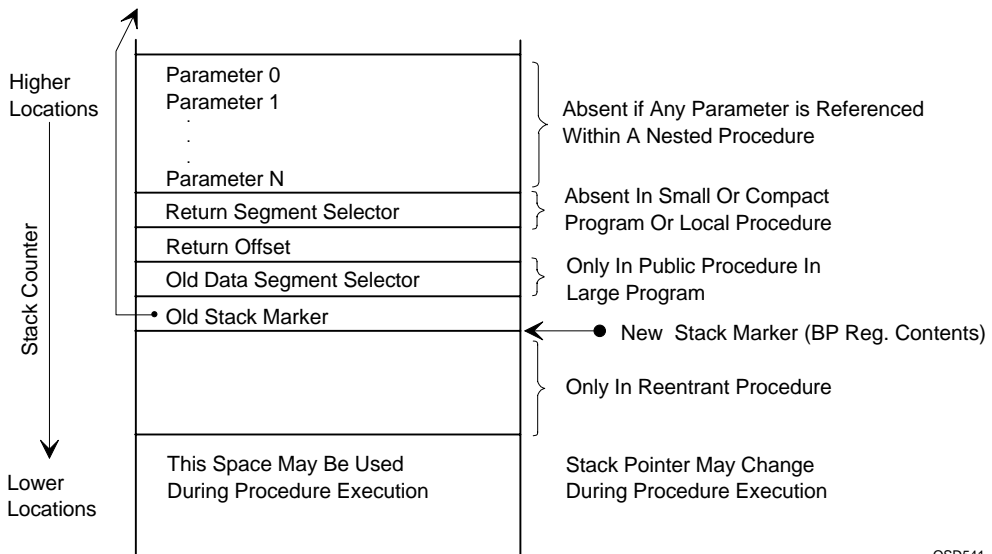 Higher
Locations
Stack Counter
Lower
Locations
Parameter 0
Parameter 1
.
.
.
Parameter N
Return Segment Selector
Return Offset
Old Data Segment Selector
Old Stack Marker
This Space May Be Used
During Procedure Execution
Absent if Any Parameter is Referenced
Within A Nested Procedure
Absent In Small Or Compact
Program Or Local Procedure
Only In Public Procedure In
Large Program
New Stack Marker (BP Reg. Contents)
Only In Reentrant Procedure
Stack Pointer May Change
During Procedure Execution